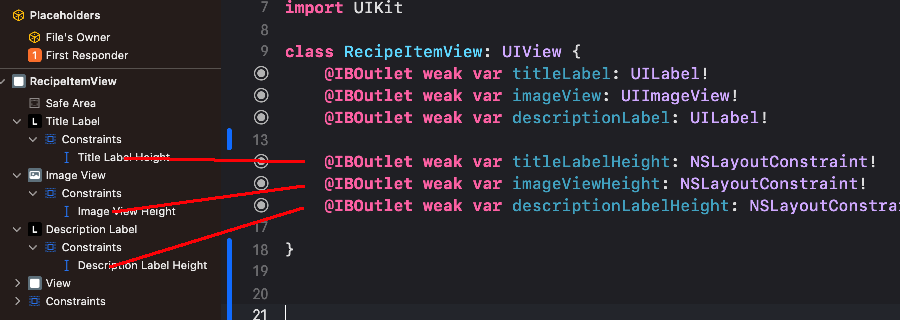 Placeholders
File's Owner
1 First Responder
RecipeItemView
Safe Area
L Title Label
Constraints
Title Label Height
Image View
Constraints
Image View Height
L Description Label
Constraints
Description Label Height
View
Constraints
7 import UIKit
8
9 class RecipeItemView: UIView {
@IBOutlet weak var titleLabel: UILabel!
@IBOutlet weak var imageView: UIImageView!
@IBOutlet weak var descriptionLabel: UILabel!
13
@IBOutlet weak var titleLabelHeight: NSLayoutConstraint!
@IBOutlet weak var imageViewHeight: NSLayoutConstraint!
@IBOutlet weak var descriptionLabelHeight: NSLayoutConstra
17
18 }
19
20
21